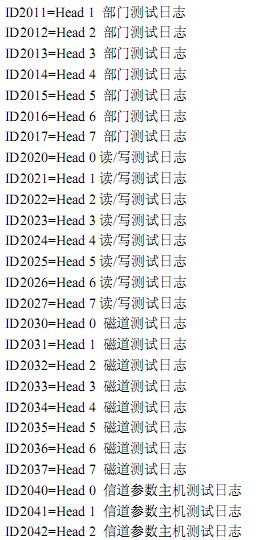 ID2011=Head 1 部门测试日志
ID2012=Head 2 部门测试日志
ID2013=Head 3 部门测试日志
ID2014=Head 4 部门测试日志
ID2015=Head 5 部门测试日志
ID2016=Head 6 部门测试日志
ID2017=Head 7 部门测试日志
ID2020=Head 0 读/写测试日志
ID2021=Head 1 读/写测试日志
ID2022=Head 2 读/写测试日志
ID2023=Head 3 读/写测试日志
ID2024=Head 4 读/写测试日志
ID2025=Head 5 读/写测试日志
ID2026=Head 6 读/写测试日志
ID2027=Head 7 读/写测试日志
ID2030=Head 0 磁道测试日志
ID2031=Head 1 磁道测试日志
ID2032=Head 2 磁道测试日志
ID2033=Head 3 磁道测试日志
ID2034=Head 4 磁道测试日志
ID2035=Head 5 磁道测试日志
ID2036=Head 6 磁道测试日志
ID2037=Head 7 磁道测试日志
ID2040=Head 0 信道参数主机测试日志
ID2041=Head 1 信道参数主机测试日志
ID2042=Head 2 信道参数主机测试日志